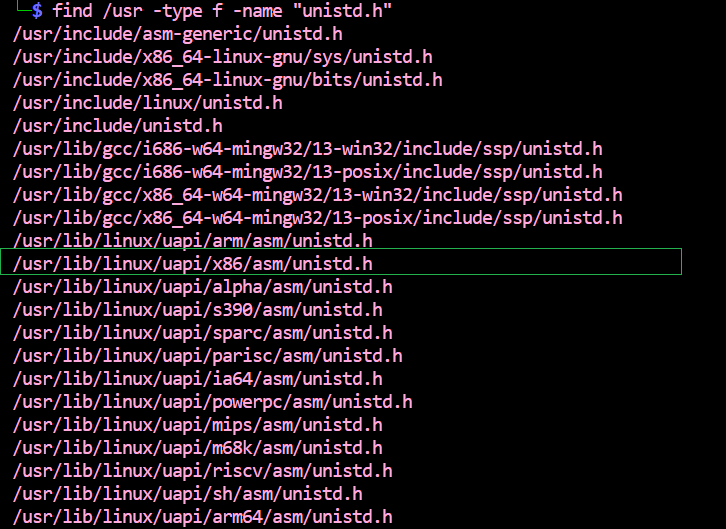 └─$ find /usr -type f -name "unistd.h"
/usr/include/asm-generic/unistd.h
/usr/include/x86_64-linux-gnu/sys/unistd.h
/usr/include/x86_64-linux-gnu/bits/unistd.h
/usr/include/linux/unistd.h
/usr/include/unistd.h
/usr/lib/gcc/i686-w64-mingw32/13-win32/include/ssp/unistd.h
/usr/lib/gcc/i686-w64-mingw32/13-posix/include/ssp/unistd.h
/usr/lib/gcc/x86_64-w64-mingw32/13-win32/include/ssp/unistd.h
/usr/lib/gcc/x86_64-w64-mingw32/13-posix/include/ssp/unistd.h
/usr/lib/linux/uapi/arm/asm/unistd.h
/usr/lib/linux/uapi/x86/asm/unistd.h
/usr/lib/linux/uapi/alpha/asm/unistd.h
/usr/lib/linux/uapi/s390/asm/unistd.h
/usr/lib/linux/uapi/sparc/asm/unistd.h
/usr/lib/linux/uapi/parisc/asm/unistd.h
/usr/lib/linux/uapi/ia64/asm/unistd.h
/usr/lib/linux/uapi/powerpc/asm/unistd.h
/usr/lib/linux/uapi/mips/asm/unistd.h
/usr/lib/linux/uapi/m68k/asm/unistd.h
/usr/lib/linux/uapi/riscv/asm/unistd.h
/usr/lib/linux/uapi/sh/asm/unistd.h
/usr/lib/linux/uapi/arm64/asm/unistd.h